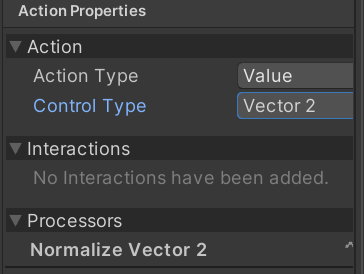 Action Properties
Action
Action Type Value
Control Type Vector 2
Interactions
No Interactions have been added.
Processors
Normalize Vector 2